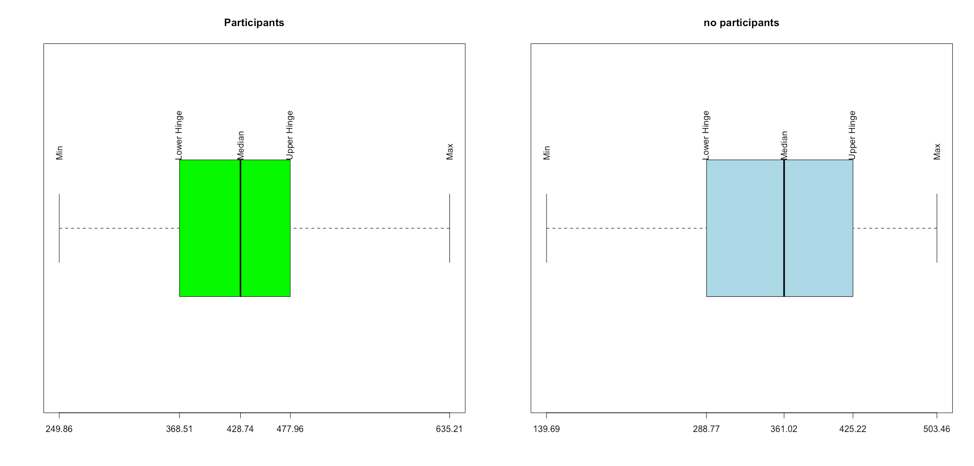 Participants
Min
Lower Hinge
Median
Upper Hinge
Max
249.86
368.51
428.74
477.96
635.21
no participants
Min
Lower Hinge
Median
Upper Hinge
Max
139.69
288.77
361.02
425.22
503.46